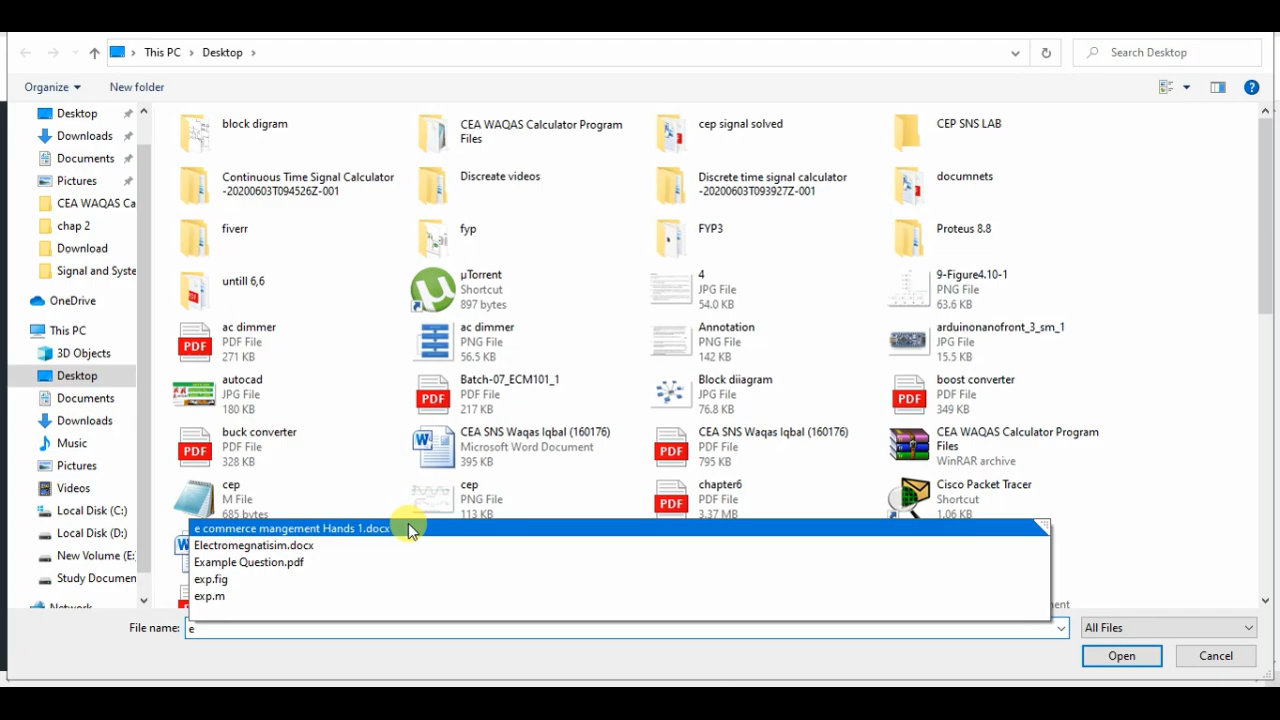 This PC > Desktop >
Search Desktop
Organize
New folder
Desktop
Downloads
Documents
Pictures
CEA WAQAS Ca
chap 2
Download
Signal and Syste
OneDrive
This PC
3D Objects
Desktop
Documents
Downloads
Music
Pictures
Videos
Local Disk (C:)
Local Disk (D:)
New Volume (E:
Study Documen
Network
block digram
CEA WAQAS Calculator Program
Files
cep signal solved
CEP SNS LAB
Continuous Time Signal Calculator
-20200603T094526Z-001
Discreate videos
Discrete time signal calculator
-20200603T093927Z-001
documnets
fiverr
fyp
FYP3
Proteus 8.8
untill 6,6
µTorrent
Shortcut
897 bytes
4
JPG File
54.0 KB
9-Figure4.10-1
PNG File
63.6 KB
ac dimmer
PDF File
271 KB
ac dimmer
PNG File
56.5 KB
Annotation
PNG File
142 KB
arduinonanofront_3_sm_1
JPG File
15.5 KB
autocad
JPG File
180 KB
Batch-07_ECM101_1
PDF File
217 KB
Block diiagram
JPG File
76.8 KB
boost converter
PDF File
349 KB
buck converter
PDF File
328 KB
CEA SNS Waqas Iqbal (160176)
Microsoft Word Document
395 KB
CEA SNS Waqas Iqbal (160176)
PDF File
795 KB
CEA WAQAS Calculator Program
Files
WinRAR archive
cep
M File
685 bytes
cep
PNG File
113 KB
chapter6
PDF File
3.37 MB
Cisco Packet Tracer
Shortcut
1.06 KB
e commerce mangement Hands 1.docx
Electromegnatisim.docx
Example Question.pdf
exp.fig
exp.m
File name: e
All Files
Open
Cancel